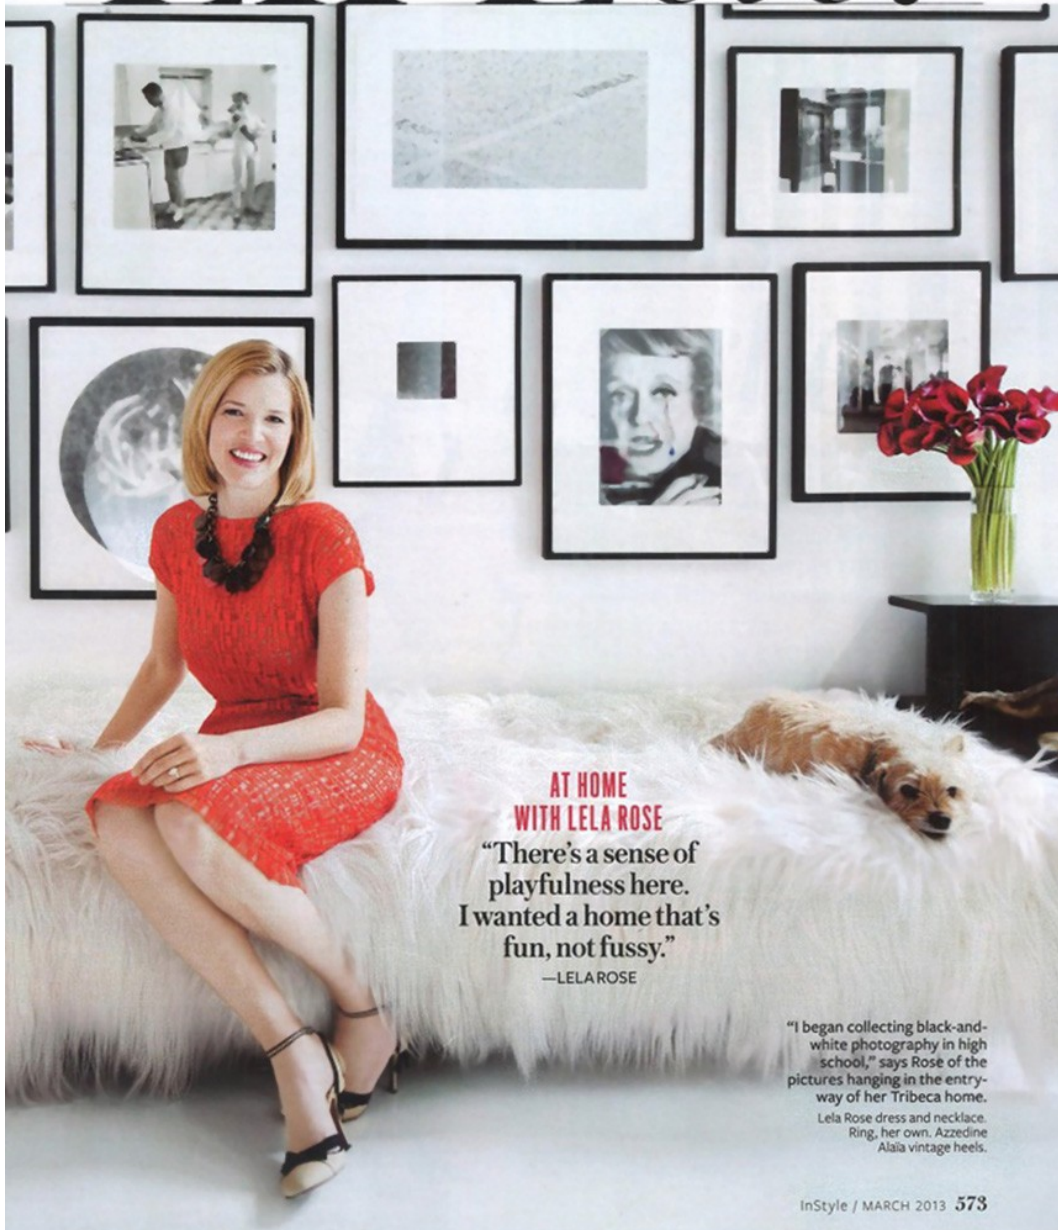 AT HOME
WITH LELA ROSE
“There’s a sense of
playfulness here.
I wanted a home that’s
fun, not fussy.”
—LELA ROSE
“I began collecting black-and-
white photography in high
school,” says Rose of the
pictures hanging in the entry-
way of her Tribeca home.
Lela Rose dress and necklace.
Ring, her own. Azzedine
Alaïa vintage heels.
InStyle / MARCH 2013 573